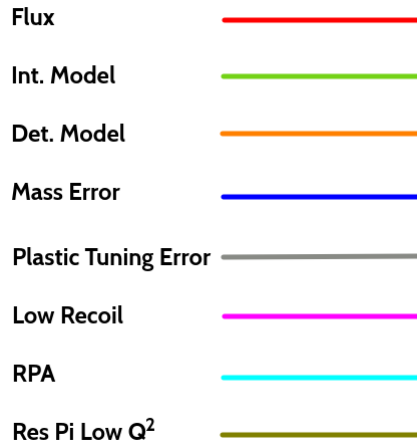 Flux
Int. Model
Det. Model
Mass Error
Plastic Tuning Error
Low Recoil
RPA
Res Pi Low Q²